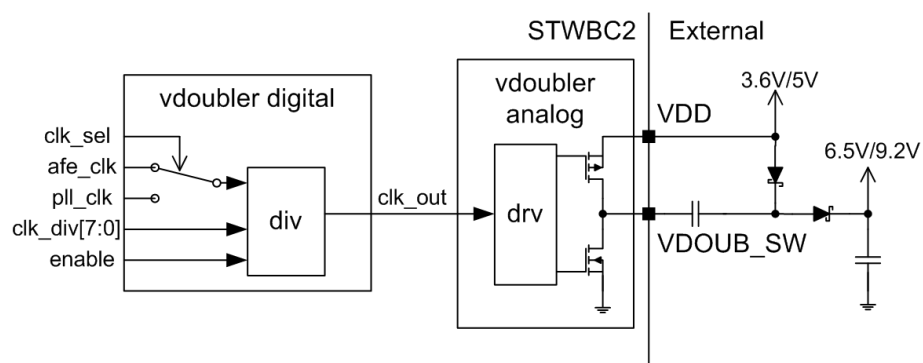 STWBC2
External
vdoubler digital
vdoubler
analog
3.6V/5V
VDD
6.5V/9.2V
clk_sel
afe_clk
pll_clk
clk_div[7:0]
enable
div
clk_out
drv
VDOUB_SW